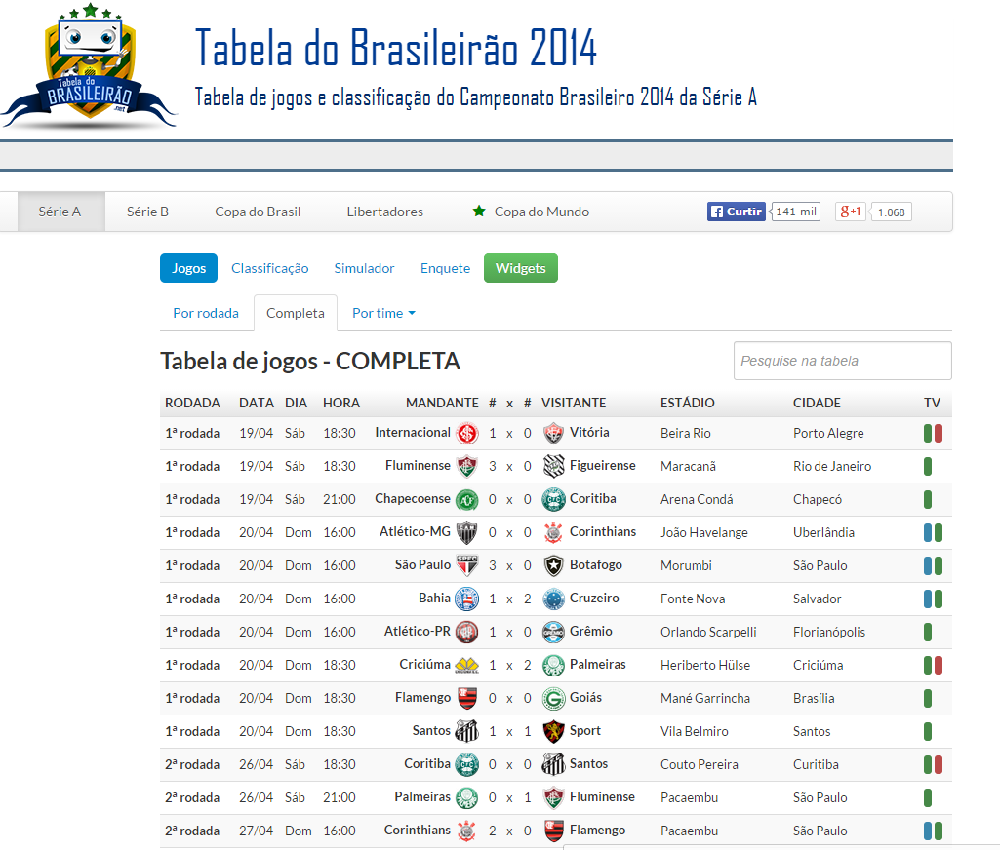 Tabela do
BRASILEIRÃO
.net
Tabela do Brasileirão 2014
Tabela de jogos e classificação do Campeonato Brasileiro 2014 da Série A
Série A Série B Copa do Brasil Libertadores Copa do Mundo Curtir 141 mil g+1 1.068
Jogos Classificação Simulador Enquete Widgets
Por rodada Completa Por time
Tabela de jogos - COMPLETA Pesquise na tabela
RODADA DATA DIA HORA MANDANTE # x # VISITANTE ESTÁDIO CIDADE TV
1ª rodada 19/04 Sáb 18:30 Internacional 1 x 0 Vitória Beira Rio Porto Alegre
1ª rodada 19/04 Sáb 18:30 Fluminense 3 x 0 Figueirense Maracanã Rio de Janeiro
1ª rodada 19/04 Sáb 21:00 Chapecoense 0 x 0 Coritiba Arena Condá Chapecó
1ª rodada 20/04 Dom 16:00 Atlético-MG 0 x 0 Corinthians João Havelange Uberlândia
1ª rodada 20/04 Dom 16:00 São Paulo 3 x 0 Botafogo Morumbi São Paulo
1ª rodada 20/04 Dom 16:00 Bahia 1 x 2 Cruzeiro Fonte Nova Salvador
1ª rodada 20/04 Dom 16:00 Atlético-PR 1 x 0 Grêmio Orlando Scarpelli Florianópolis
1ª rodada 20/04 Dom 18:30 Criciúma 1 x 2 Palmeiras Heriberto Hülse Criciúma
1ª rodada 20/04 Dom 18:30 Flamengo 0 x 0 Goiás Mané Garrincha Brasília
1ª rodada 20/04 Dom 18:30 Santos 1 x 1 Sport Vila Belmiro Santos
2ª rodada 26/04 Sáb 18:30 Coritiba 0 x 0 Santos Couto Pereira Curitiba
2ª rodada 26/04 Sáb 21:00 Palmeiras 0 x 1 Fluminense Pacaembu São Paulo
2ª rodada 27/04 Dom 16:00 Corinthians 2 x 0 Flamengo Pacaembu São Paulo